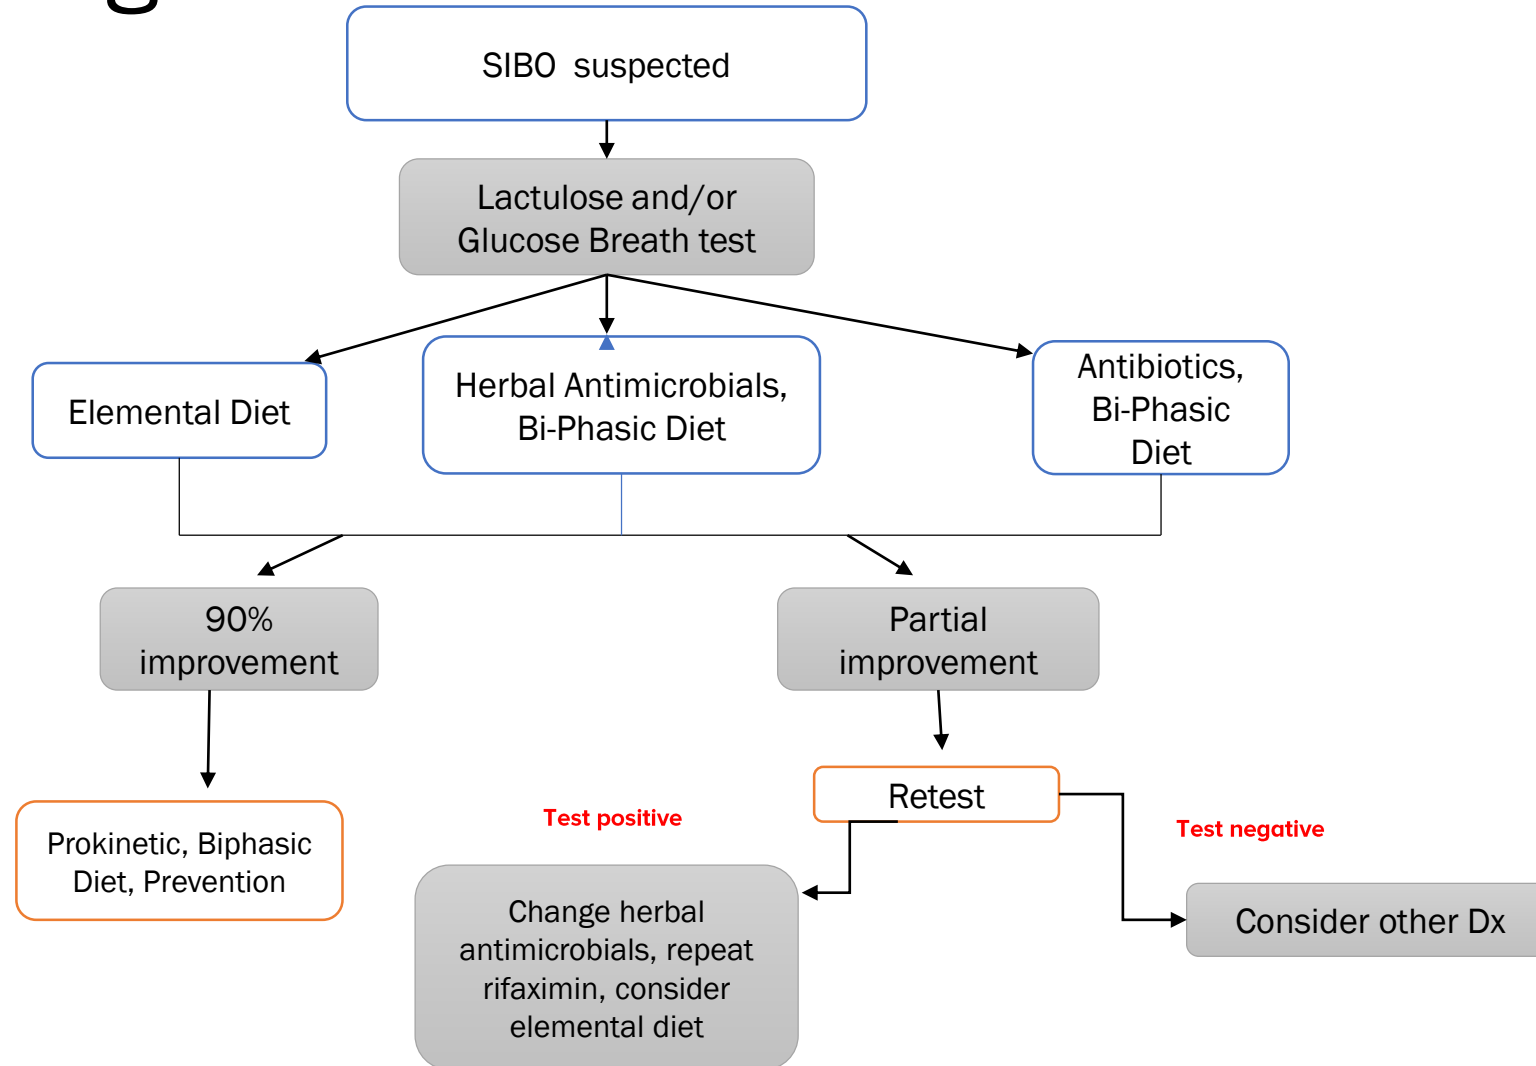 g
SIBO suspected
Lactulose and/or
Glucose Breath test
Elemental Diet
Herbal Antimicrobials,
Bi-Phasic Diet
Antibiotics,
Bi-Phasic
Diet
90%
improvement
Partial
improvement
Prokinetic, Biphasic
Diet, Prevention
Retest
Test positive
Test negative
Change herbal
antimicrobials, repeat
rifaximin, consider
elemental diet
Consider other Dx